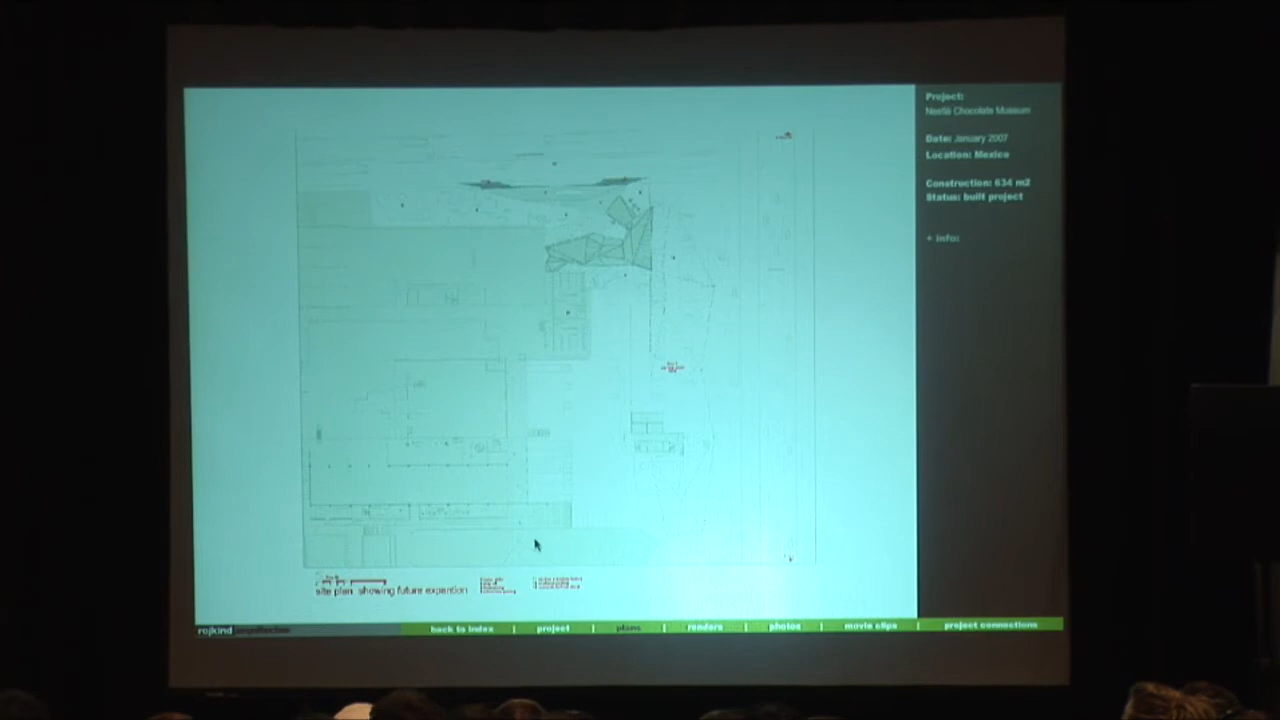 Project:
Nestlé Chocolate Museum
Date: January 2007
Location: Mexico
Construction: 634 m2
Status: built project
+ info:
site plan showing future expantion
rojkind arquitectos
back to index | project | plans | renders | photos | movie clips | project connections